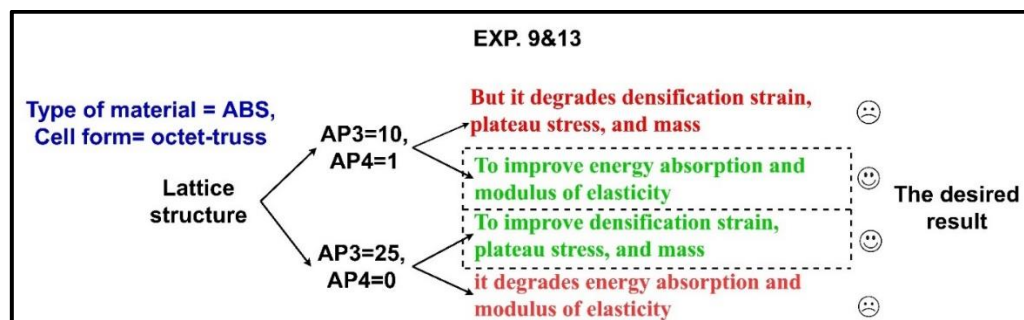 EXP. 9&13
Type of material = ABS,
Cell form= octet-truss
Lattice
structure
AP3=10,
AP4=1
But it degrades densification strain,
plateau stress, and mass
To improve energy absorption and
modulus of elasticity
AP3=25,
AP4=0
To improve densification strain,
plateau stress, and mass
it degrades energy absorption and
modulus of elasticity
The desired
result